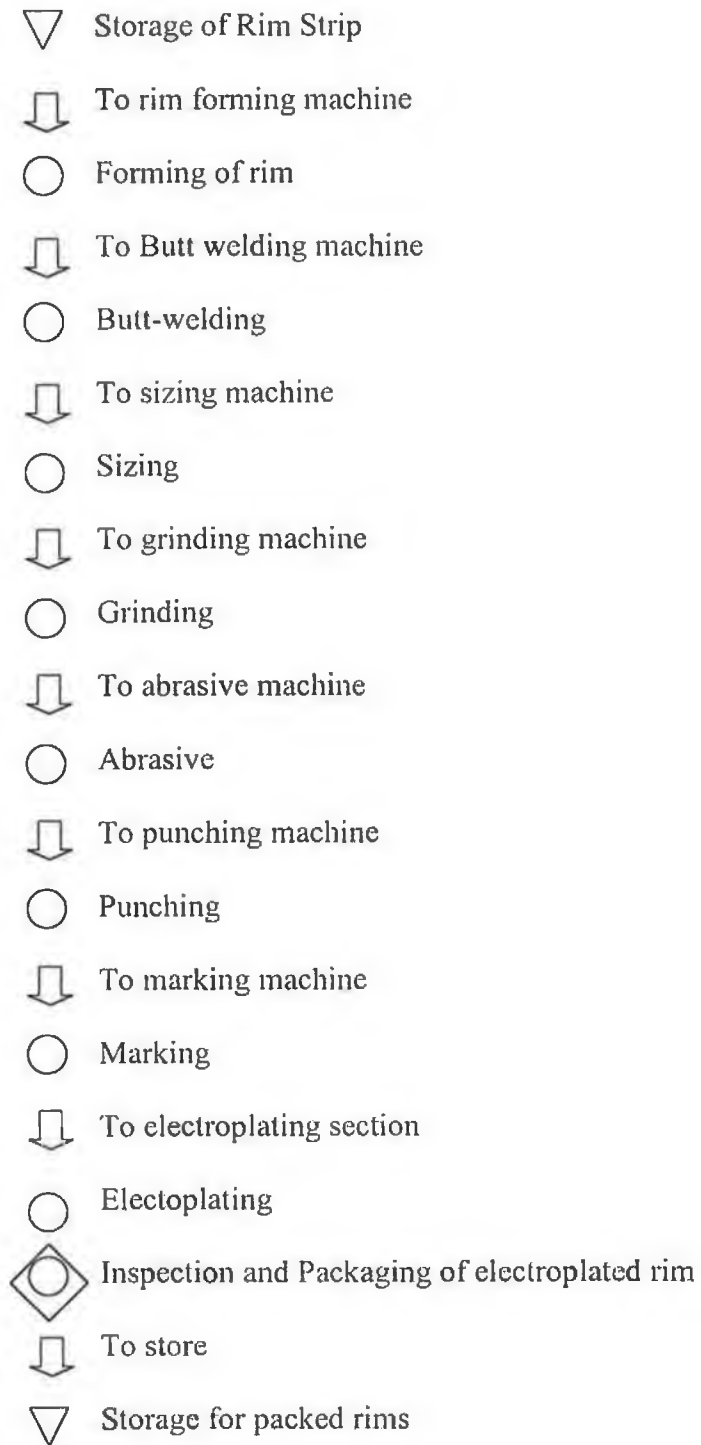 Storage of Rim Strip
To rim forming machine
Forming of rim
To Butt welding machine
Butt-welding
To sizing machine
Sizing
To grinding machine
Grinding
To abrasive machine
Abrasive
To punching machine
Punching
To marking machine
Marking
To electroplating section
Electoplating
Inspection and Packaging of electroplated rim
To store
Storage for packed rims